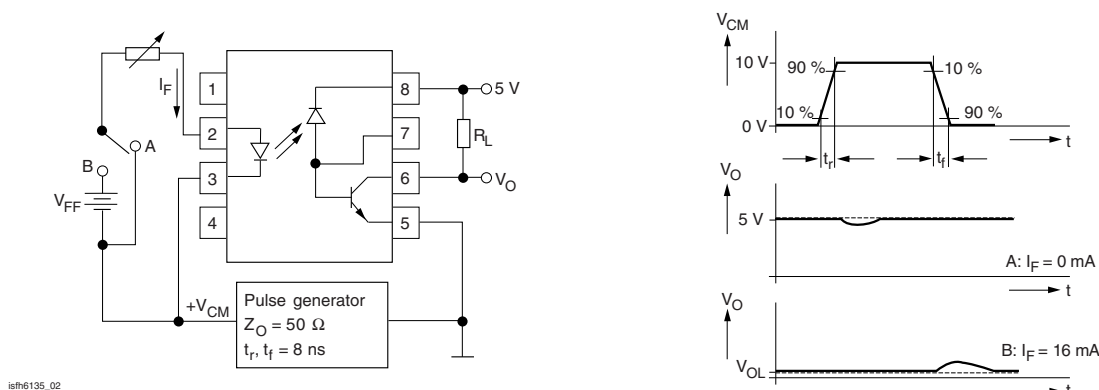 I_F
1
2
3
4
8
7
6
5
5 V
R_L
V_O
A
B
V_FF
+V_CM
Pulse generator
Z_O = 50 Ω
t_r, t_f = 8 ns
isfh6135_02
V_CM
10 V
90 %
10 %
10 %
90 %
0 V
t
t_r
t_f
V_O
5 V
A: I_F = 0 mA
t
V_O
B: I_F = 16 mA
V_OL
t